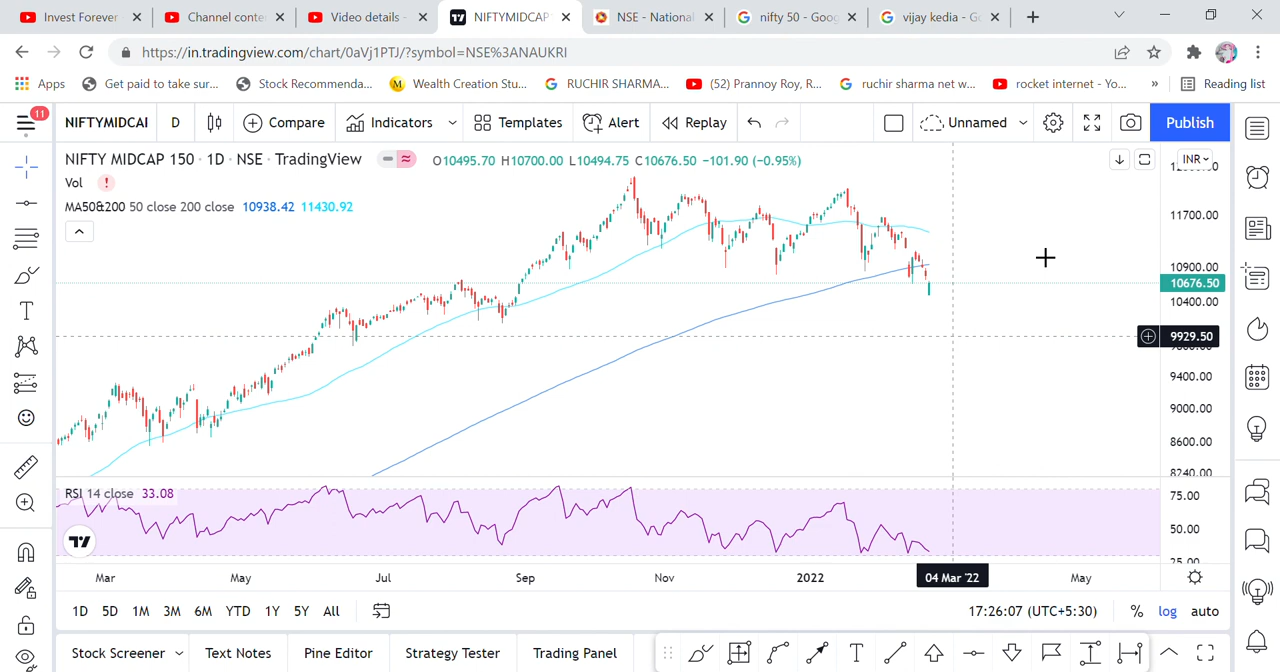 Invest Forever
Channel conte
Video details -
NIFTYMIDCAP
NSE - National
nifty 50 - Goo
vijay kedia - G
https://in.tradingview.com/chart/0aVj1PTJ/?symbol=NSE%3ANAUKRI
Apps
Get paid to take sur...
Stock Recommenda...
M
Wealth Creation Stu...
RUCHIR SHARMA...
(52) Prannoy Roy, R...
ruchir sharma net w...
rocket internet - Yo...
»
Reading list
11
NIFTYMIDCAI
D
Compare
Indicators
Templates
Alert
Replay
Unnamed
Publish
NIFTY MIDCAP 150 · 1D · NSE · TradingView
O10495.70 H10700.00 L10494.75 C10676.50 −101.90 (−0.95%)
INR
Vol
!
MA50&200 50 close 200 close 10938.42 11430.92
11700.00
10900.00
10676.50
10400.00
9929.50
9400.00
9000.00
8600.00
8240.00
RSI 14 close 33.08
75.00
50.00
25.00
Mar
May
Jul
Sep
Nov
2022
04 Mar '22
May
1D 5D 1M 3M 6M YTD 1Y 5Y All
17:26:07 (UTC+5:30)
% log auto
Stock Screener
Text Notes
Pine Editor
Strategy Tester
Trading Panel